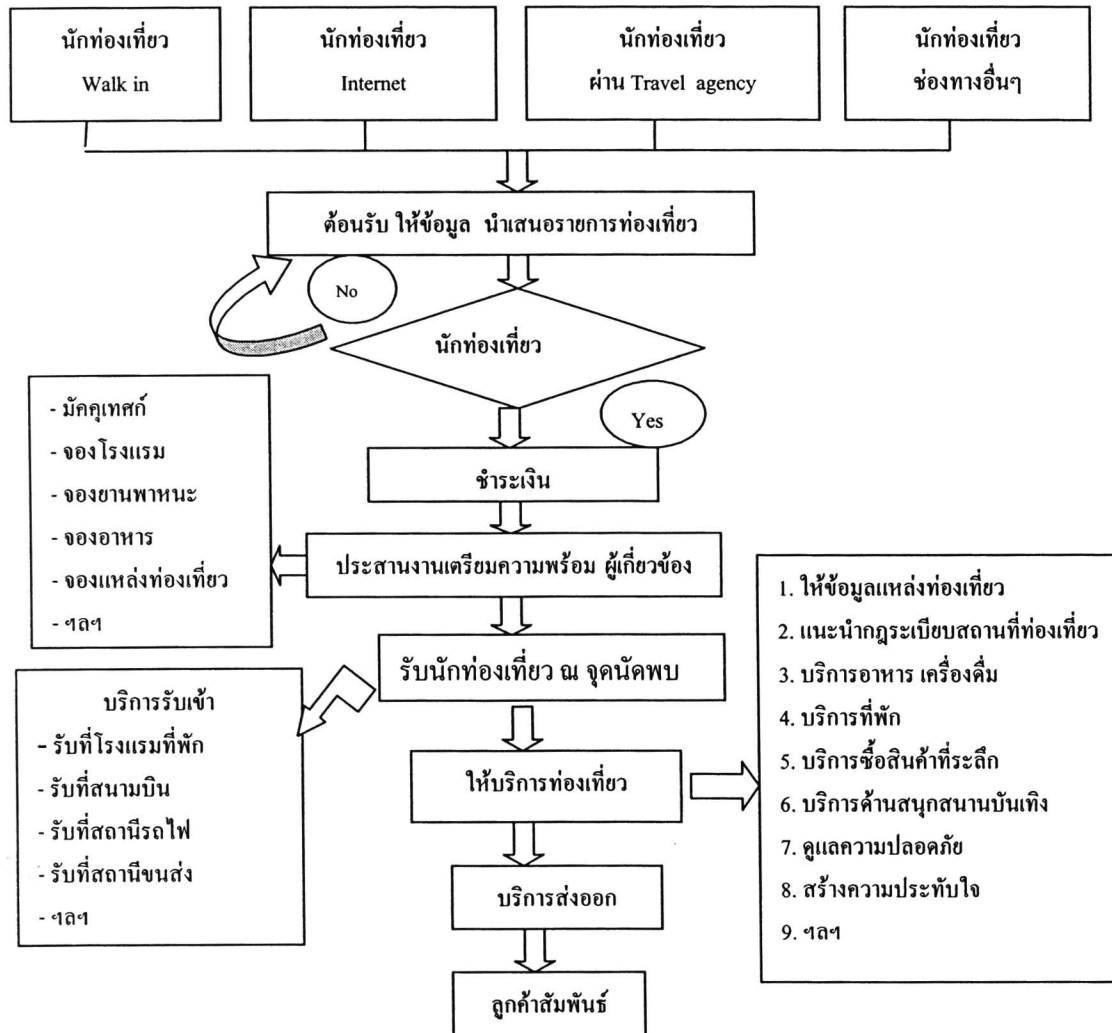 นักท่องเที่ยว
Walk in
นักท่องเที่ยว
Internet
นักท่องเที่ยว
ผ่าน Travel agency
นักท่องเที่ยว
ช่องทางอื่นๆ
ต้อนรับ ให้ข้อมูล นำเสนอรายการท่องเที่ยว
No
นักท่องเที่ยว
Yes
ชำระเงิน
ประสานงานเตรียมความพร้อม ผู้เกี่ยวข้อง
- มัคคุเทศก์
- จองโรงแรม
- จองยานพาหนะ
- จองอาหาร
- จองแหล่งท่องเที่ยว
- ฯลฯ
รับนักท่องเที่ยว ณ จุดนัดพบ
บริการรับเข้า
- รับที่โรงแรมที่พัก
- รับที่สนามบิน
- รับที่สถานีรถไฟ
- รับที่สถานีขนส่ง
- ฯลฯ
ให้บริการท่องเที่ยว
1. ให้ข้อมูลแหล่งท่องเที่ยว
2. แนะนำกฎระเบียบสถานที่ท่องเที่ยว
3. บริการอาหาร เครื่องดื่ม
4. บริการที่พัก
5. บริการซื้อสินค้าที่ระลึก
6. บริการด้านสนุกสนานบันเทิง
7. ดูแลความปลอดภัย
8. สร้างความประทับใจ
9. ฯลฯ
บริการส่งออก
ลูกค้าสัมพันธ์